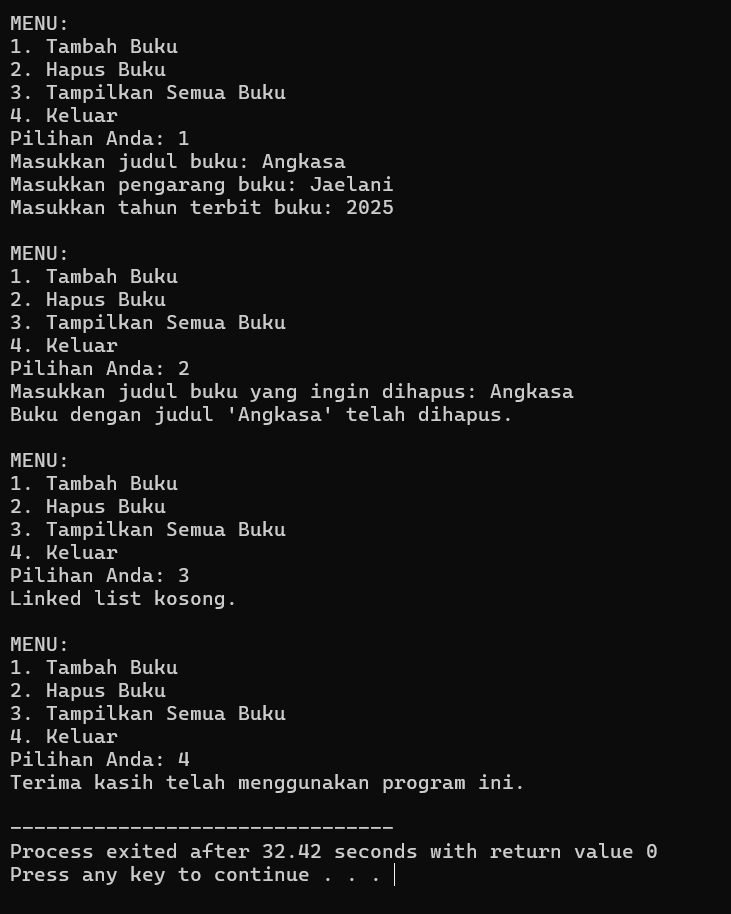 MENU:
1. Tambah Buku
2. Hapus Buku
3. Tampilkan Semua Buku
4. Keluar
Pilihan Anda: 1
Masukkan judul buku: Angkasa
Masukkan pengarang buku: Jaelani
Masukkan tahun terbit buku: 2025

MENU:
1. Tambah Buku
2. Hapus Buku
3. Tampilkan Semua Buku
4. Keluar
Pilihan Anda: 2
Masukkan judul buku yang ingin dihapus: Angkasa
Buku dengan judul 'Angkasa' telah dihapus.

MENU:
1. Tambah Buku
2. Hapus Buku
3. Tampilkan Semua Buku
4. Keluar
Pilihan Anda: 3
Linked list kosong.

MENU:
1. Tambah Buku
2. Hapus Buku
3. Tampilkan Semua Buku
4. Keluar
Pilihan Anda: 4
Terima kasih telah menggunakan program ini.

--------------------------------
Process exited after 32.42 seconds with return value 0
Press any key to continue . . .